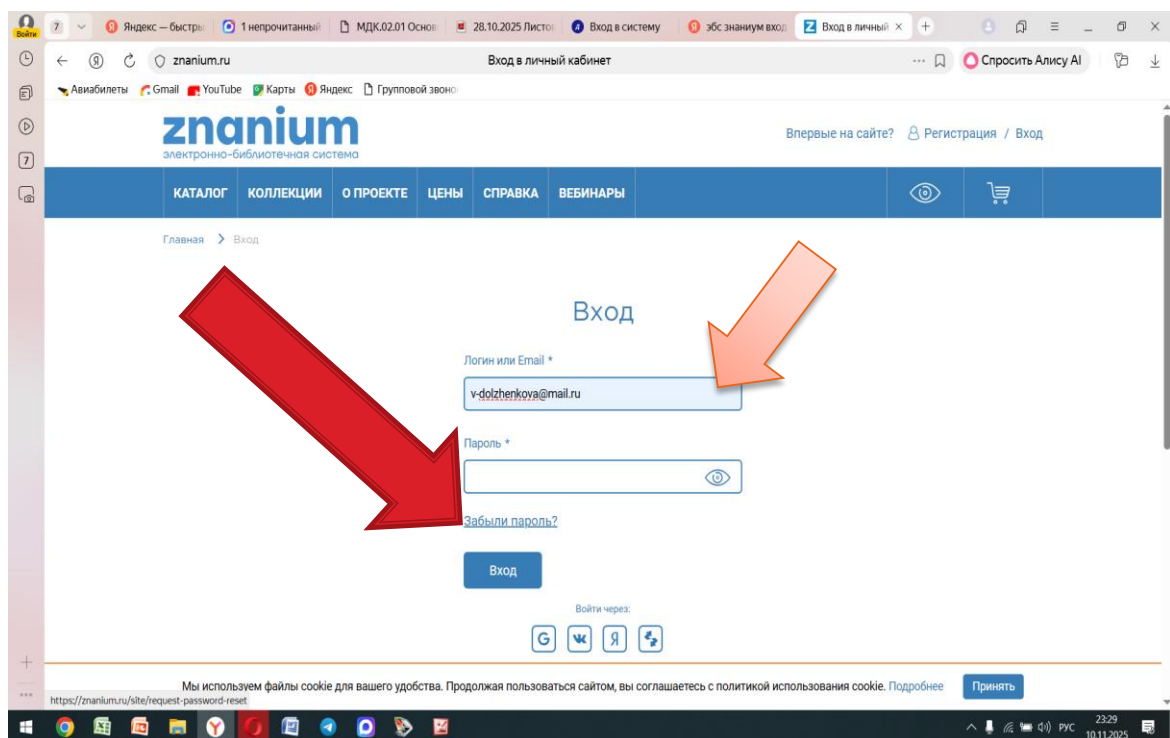 Войти
7
Яндекс — быстры
1 непрочитанный
МДК.02.01 Основ
28.10.2025 Листо
Вход в систему
эбс знаниум вход
Вход в личный
znanium.ru
Вход в личный кабинет
Спросить Алису AI
Авиабилеты
Gmail
YouTube
Карты
Яндекс
Групповой звоно
7
znanium
электронно-библиотечная система
Впервые на сайте?
Регистрация / Вход
КАТАЛОГ
КОЛЛЕКЦИИ
О ПРОЕКТЕ
ЦЕНЫ
СПРАВКА
ВЕБИНАРЫ
Главная > Вход
Вход
Логин или Email *
v-dolzhenkova@mail.ru
Пароль *
Забыли пароль?
Вход
Войти через:
Мы используем файлы cookie для вашего удобства. Продолжая пользоваться сайтом, вы соглашаетесь с политикой использования cookie. Подробнее
Принять
https://znanium.ru/site/request-password-reset
РУС
23:29
10.11.2025